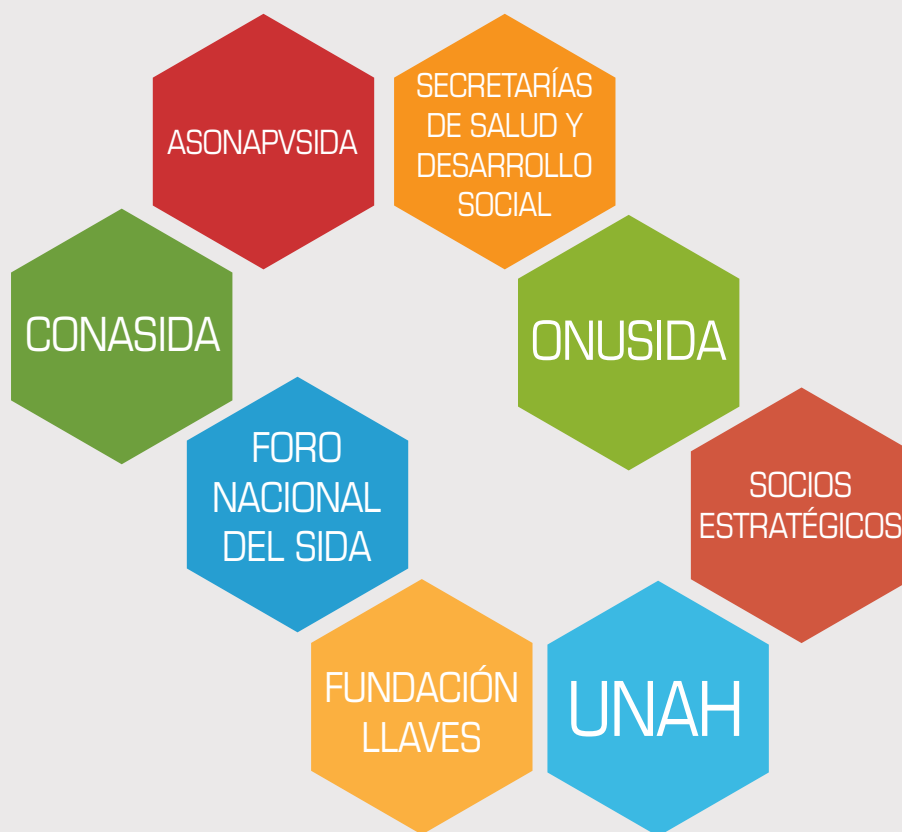 ASONAPVSIDA
SECRETARÍAS
DE SALUD Y
DESARROLLO
SOCIAL
CONASIDA
ONUSIDA
FORO
NACIONAL
DEL SIDA
SOCIOS
ESTRATÉGICOS
FUNDACIÓN
LLAVES
UNAH